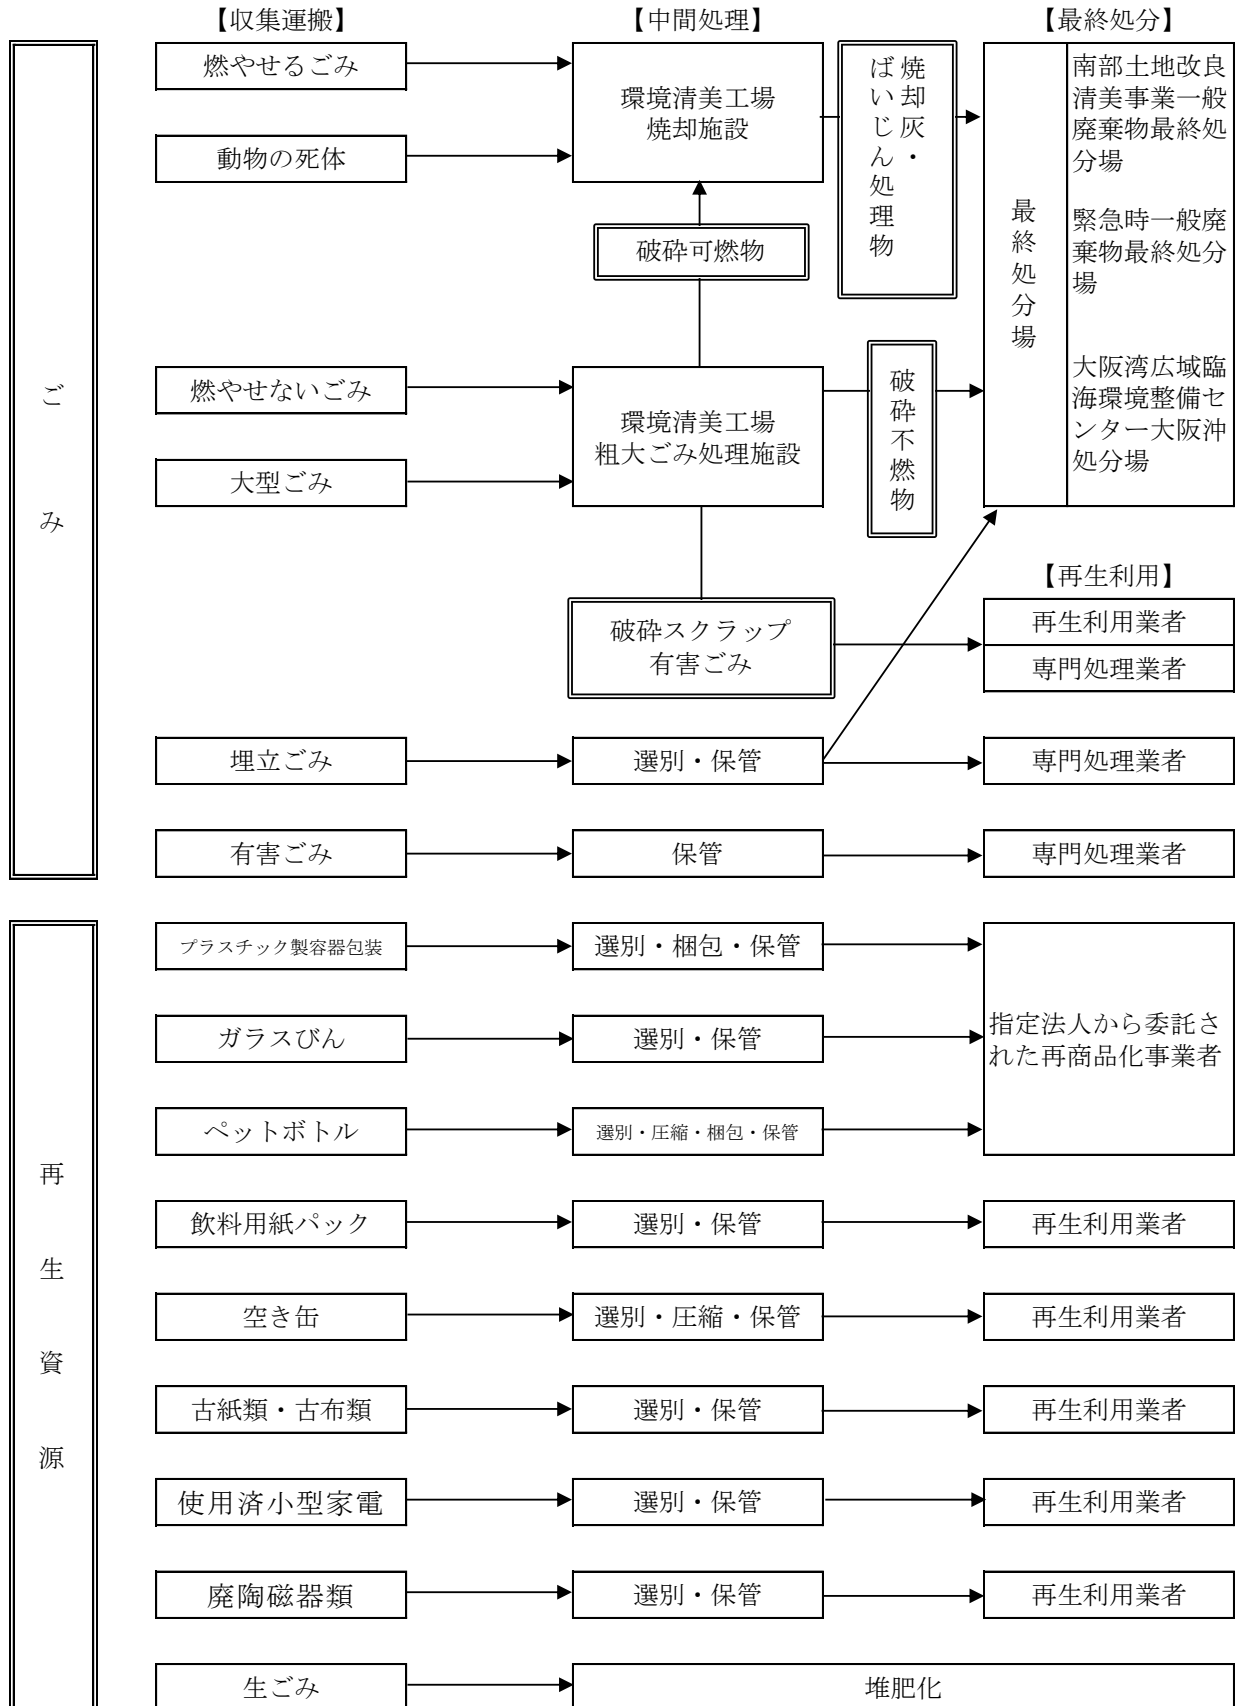 【収集運搬】
【中間処理】
【最終処分】
ごみ
燃やせるごみ
動物の死体
環境清美工場
焼却施設
焼却灰・
ばいじん処理物
破砕可燃物
最終処分場
南部土地改良
清美事業一般
廃棄物最終処
分場
緊急時一般廃
棄物最終処分
場
大阪湾広域臨
海環境整備セ
ンター大阪沖
処分場
燃やせないごみ
大型ごみ
環境清美工場
粗大ごみ処理施設
破砕不燃物
【再生利用】
破砕スクラップ
有害ごみ
再生利用業者
専門処理業者
埋立ごみ
選別・保管
専門処理業者
有害ごみ
保管
専門処理業者
再生資源
プラスチック製容器包装
選別・梱包・保管
ガラスびん
選別・保管
指定法人から委託さ
れた再商品化事業者
ペットボトル
選別・圧縮・梱包・保管
飲料用紙パック
選別・保管
再生利用業者
空き缶
選別・圧縮・保管
再生利用業者
古紙類・古布類
選別・保管
再生利用業者
使用済小型家電
選別・保管
再生利用業者
廃陶磁器類
選別・保管
再生利用業者
生ごみ
堆肥化